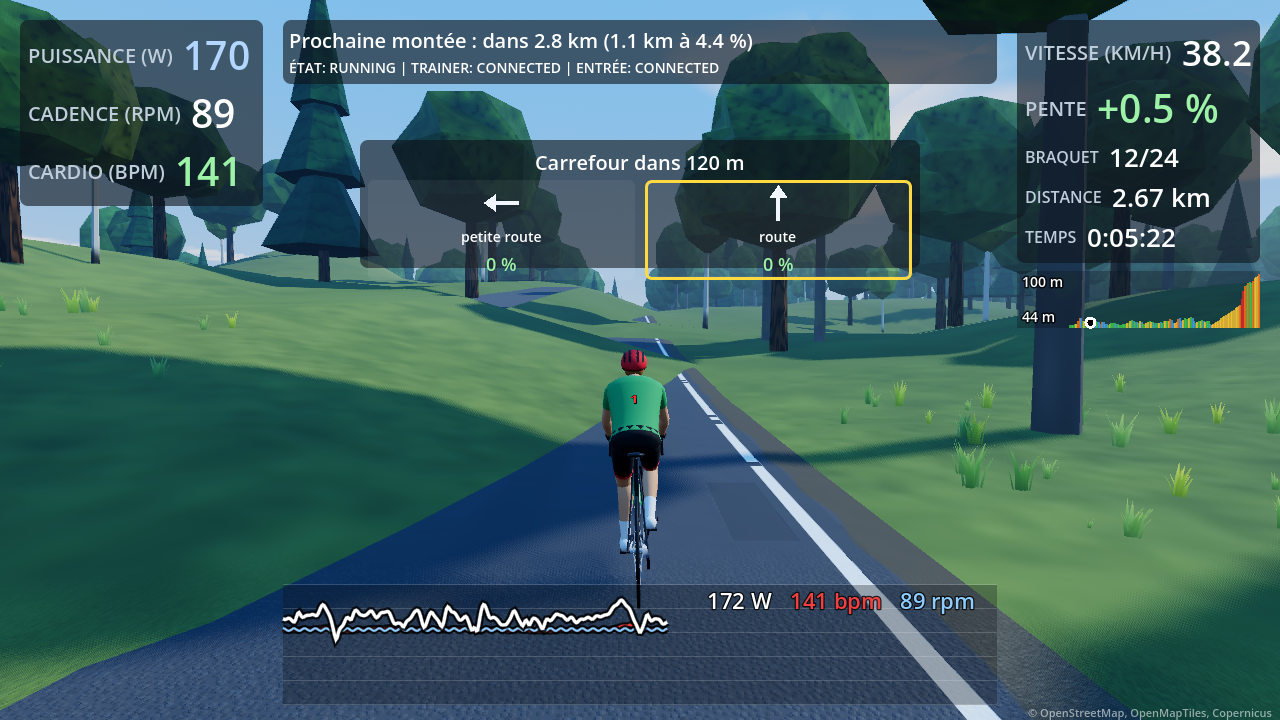 PUISSANCE (W) 170
CADENCE (RPM) 89
CARDIO (BPM) 141
Prochaine montée : dans 2.8 km (1.1 km à 4.4 %)
ÉTAT: RUNNING | TRAINER: CONNECTED | ENTRÉE: CONNECTED
VITESSE (KM/H) 38.2
PENTE +0.5 %
BRAQUET 12/24
DISTANCE 2.67 km
TEMPS 0:05:22
100 m
44 m
Carrefour dans 120 m
petite route
0 %
route
0 %
1
172 W 141 bpm 89 rpm
© OpenStreetMap, OpenMapTiles, Copernicus